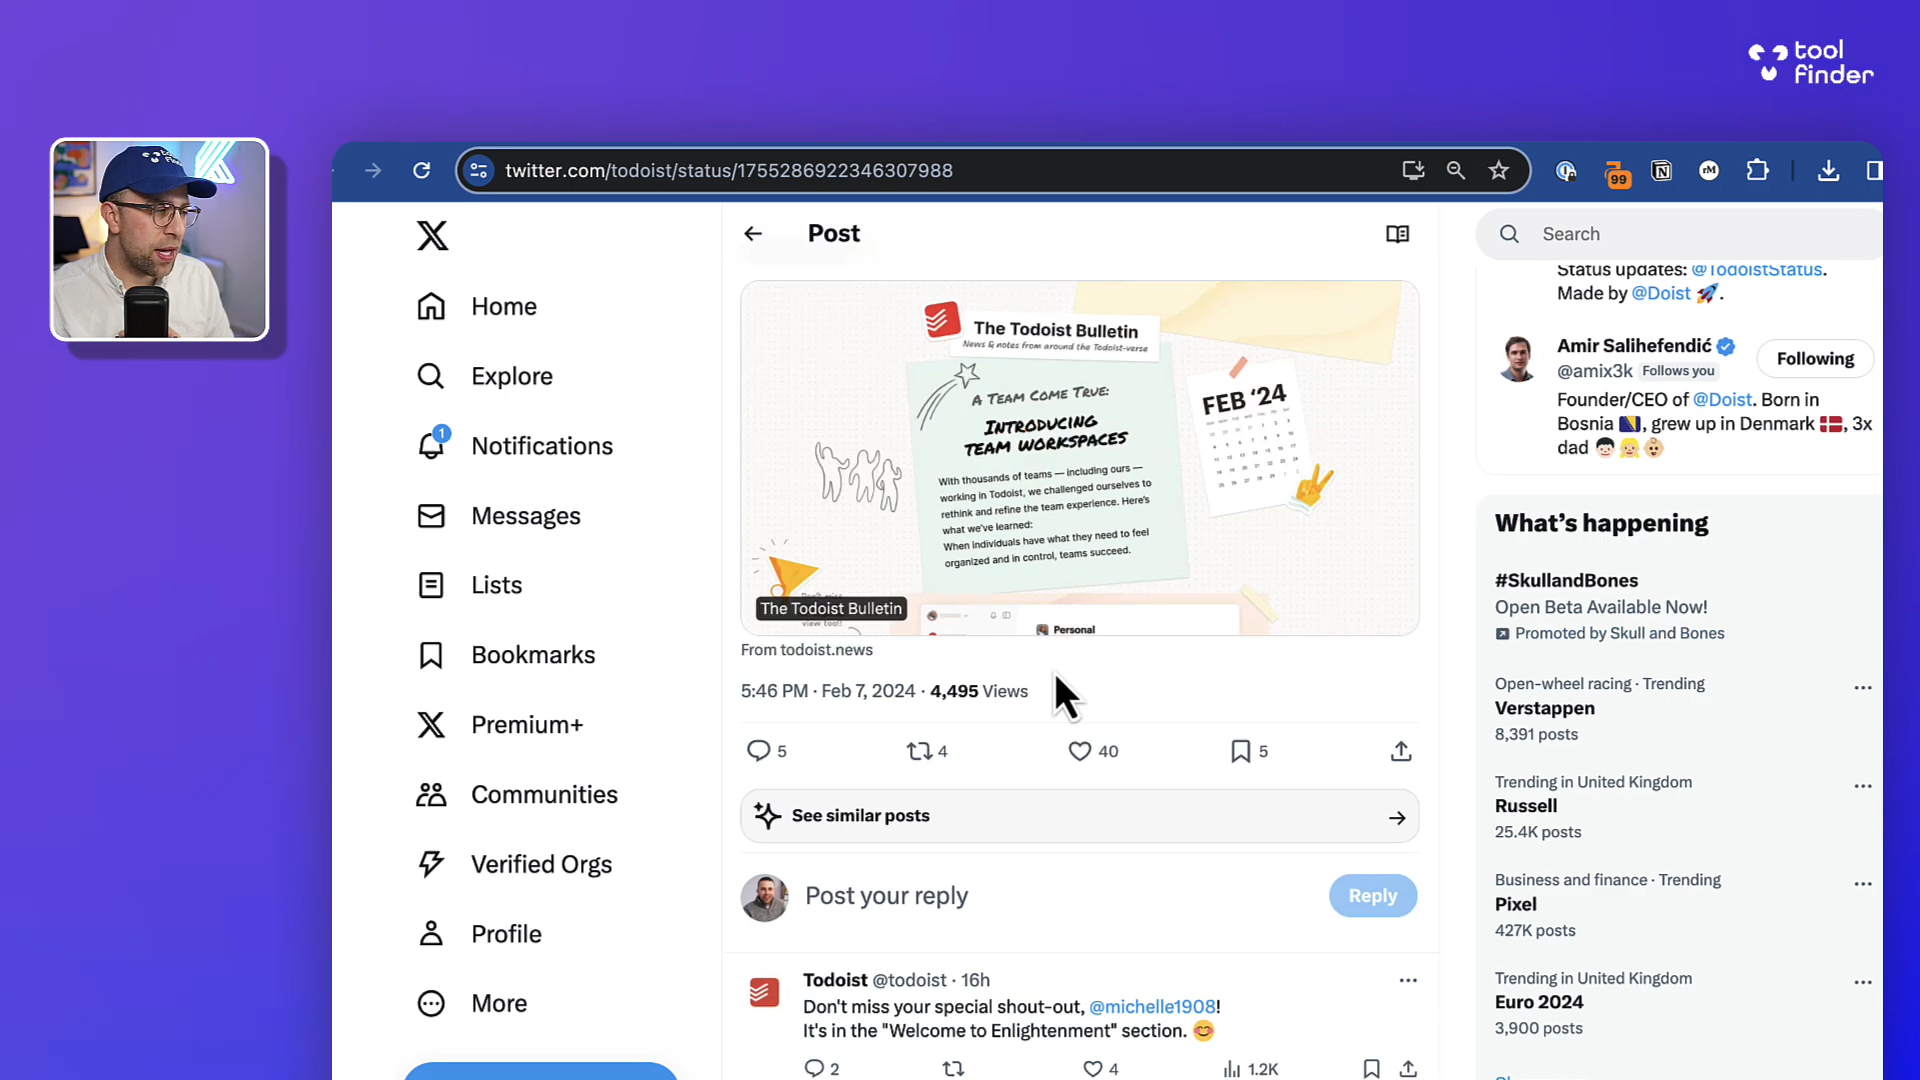 tool
finder
twitter.com/todoist/status/1755286922346307988
99
Post
Search
Home
Explore
1
Notifications
Messages
Lists
Bookmarks
Premium+
Communities
Verified Orgs
Profile
More
The Todoist Bulletin
News & notes from around the Todoist-verse
A TEAM COME TRUE:
INTRODUCING
TEAM WORKSPACES
With thousands of teams — including ours —
working in Todoist, we challenged ourselves to
rethink and refine the team experience. Here's
what we've learned:
When individuals have what they need to feel
organized and in control, teams succeed.
FEB '24
The Todoist Bulletin
view too!!
Personal
From todoist.news
5:46 PM · Feb 7, 2024 · 4,495 Views
5
4
40
5
See similar posts
Post your reply
Reply
Todoist @todoist · 16h
Don't miss your special shout-out, @michelle1908!
It's in the "Welcome to Enlightenment" section. 😊
2
4
1.2K
Status updates: @TodoistStatus.
Made by @Doist 🚀.
Amir Salihefendić
@amix3k Follows you
Following
Founder/CEO of @Doist. Born in
Bosnia 🇧🇦, grew up in Denmark 🇩🇰, 3x
dad 👦🏻👧🏼👶🏼
What's happening
#SkullandBones
Open Beta Available Now!
Promoted by Skull and Bones
Open-wheel racing · Trending
Verstappen
8,391 posts
Trending in United Kingdom
Russell
25.4K posts
Business and finance · Trending
Pixel
427K posts
Trending in United Kingdom
Euro 2024
3,900 posts